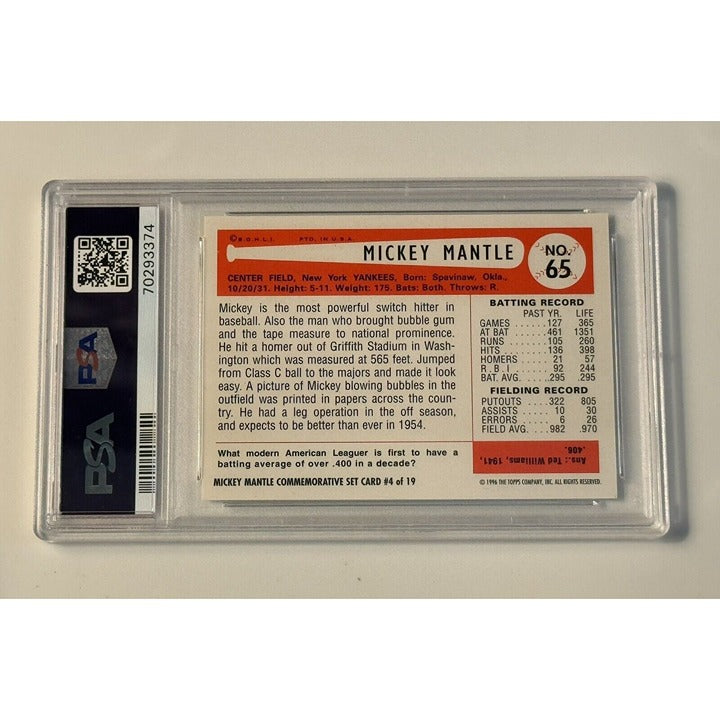 70293374
PSA
PSA
© B.G.H.L.I. PTD. IN U.S.A.
MICKEY MANTLE
NO.
65
CENTER FIELD, New York YANKEES, Born: Spavinaw, Okla.,
10/20/31. Height: 5-11. Weight: 175. Bats: Both. Throws: R.
Mickey is the most powerful switch hitter in
baseball. Also the man who brought bubble gum
and the tape measure to national prominence.
He hit a homer out of Griffith Stadium in Wash-
ington which was measured at 565 feet. Jumped
from Class C ball to the majors and made it look
easy. A picture of Mickey blowing bubbles in the
outfield was printed in papers across the coun-
try. He had a leg operation in the off season,
and expects to be better than ever in 1954.
BATTING RECORD
PAST YR. LIFE
GAMES 127 365
AT BAT 461 1351
RUNS 105 260
HITS 136 398
HOMERS 21 57
R.B.I 92 244
BAT. AVG. .295 .295
FIELDING RECORD
PUTOUTS 322 805
ASSISTS 10 30
ERRORS 6 26
FIELD AVG. .982 .970
What modern American Leaguer is first to have a
batting average of over .400 in a decade?
Ans.: Ted Williams, 1941,
.406.
MICKEY MANTLE COMMEMORATIVE SET CARD #4 of 19
© 1996 THE TOPPS COMPANY, INC. ALL RIGHTS RESERVED.